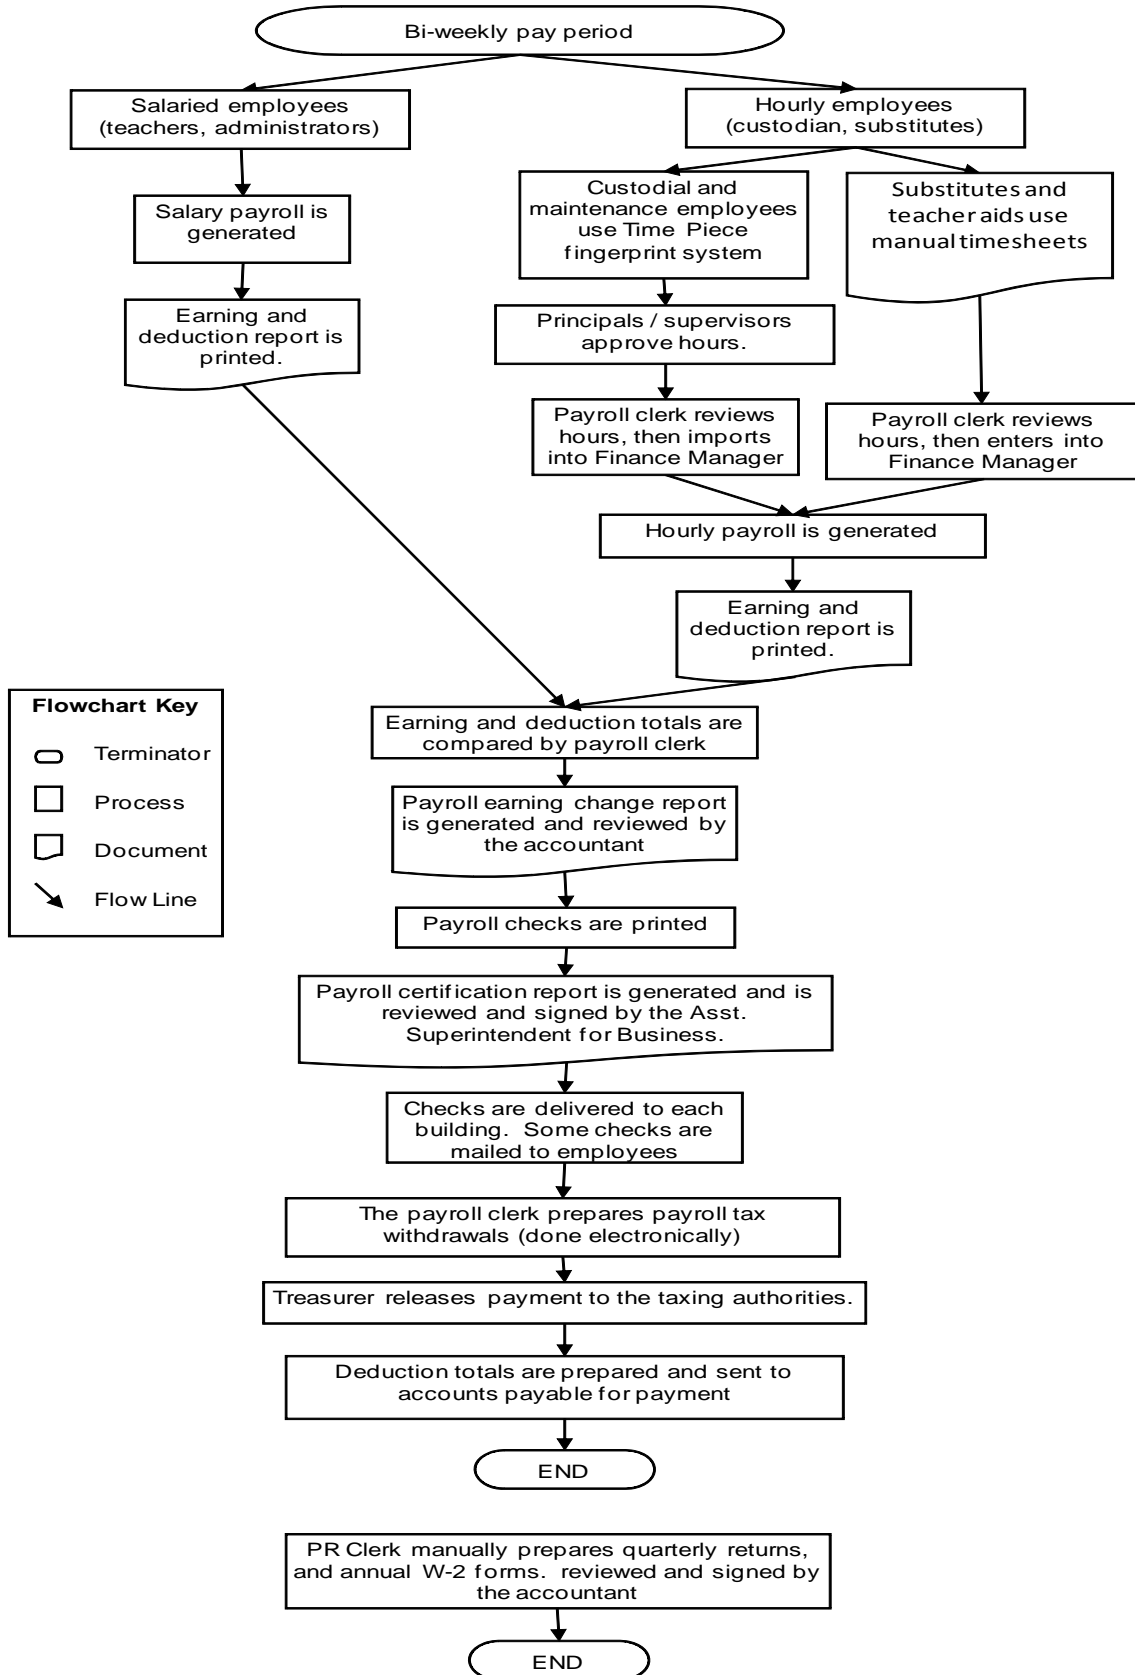 Bi-weekly pay period
Salaried employees
(teachers, administrators)
Hourly employees
(custodian, substitutes)
Salary payroll is
generated
Custodial and
maintenance employees
use Time Piece
fingerprint system
Substitutes and
teacher aids use
manual timesheets
Earning and
deduction report is
printed.
Principals / supervisors
approve hours.
Payroll clerk reviews
hours, then imports
into Finance Manager
Payroll clerk reviews
hours, then enters into
Finance Manager
Hourly payroll is generated
Earning and
deduction report is
printed.
Flowchart Key
Terminator
Process
Document
Flow Line
Earning and deduction totals are
compared by payroll clerk
Payroll earning change report
is generated and reviewed by
the accountant
Payroll checks are printed
Payroll certification report is generated and is
reviewed and signed by the Asst.
Superintendent for Business.
Checks are delivered to each
building. Some checks are
mailed to employees
The payroll clerk prepares payroll tax
withdrawals (done electronically)
Treasurer releases payment to the taxing authorities.
Deduction totals are prepared and sent to
accounts payable for payment
END
PR Clerk manually prepares quarterly returns,
and annual W-2 forms. reviewed and signed by
the accountant
END